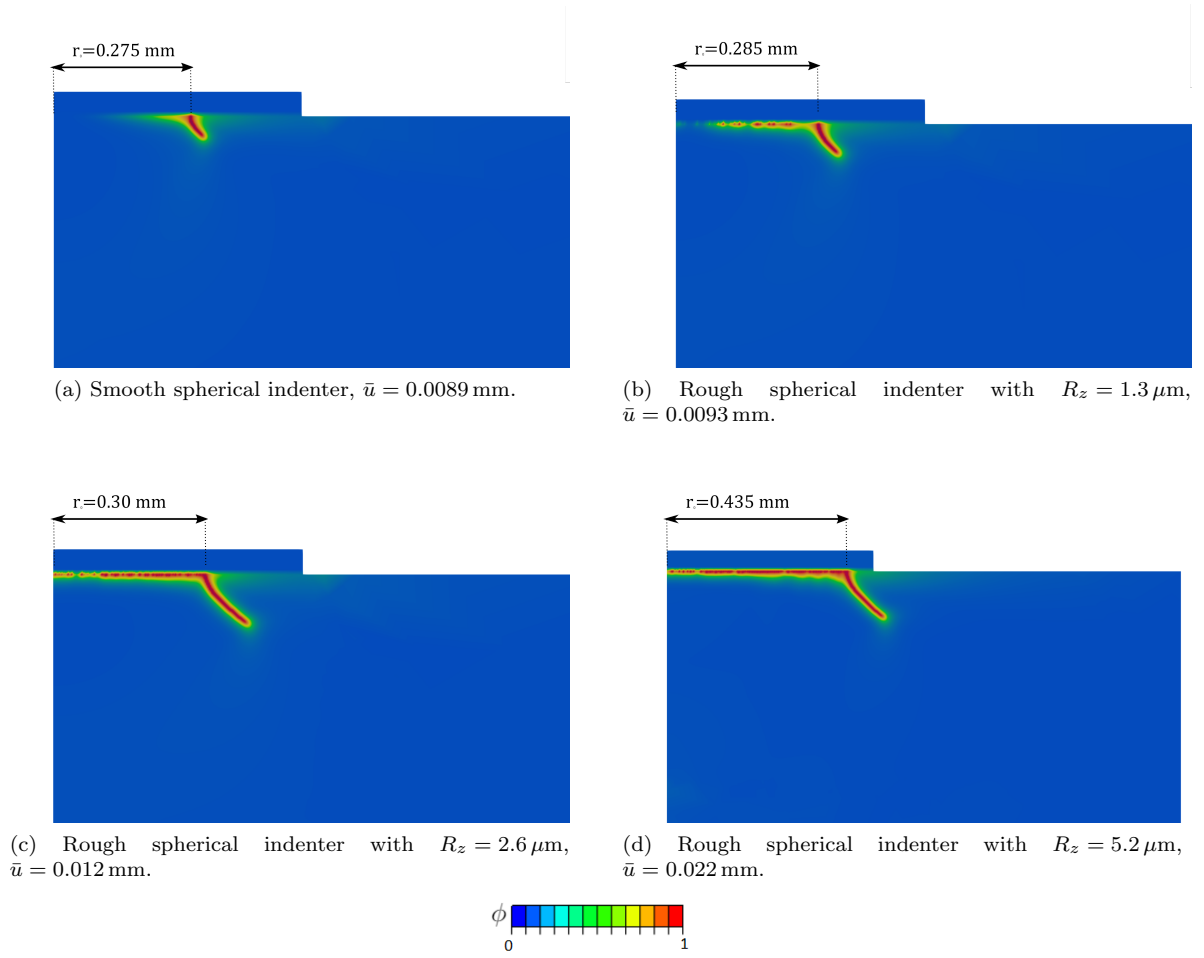 r.=0.275 mm
r.=0.285 mm
(a) Smooth spherical indenter, ū = 0.0089 mm.
(b) Rough spherical indenter with R_z = 1.3 μm,
ū = 0.0093 mm.
r.=0.30 mm
r.=0.435 mm
(c) Rough spherical indenter with R_z = 2.6 μm,
ū = 0.012 mm.
(d) Rough spherical indenter with R_z = 5.2 μm,
ū = 0.022 mm.
ϕ
0 1